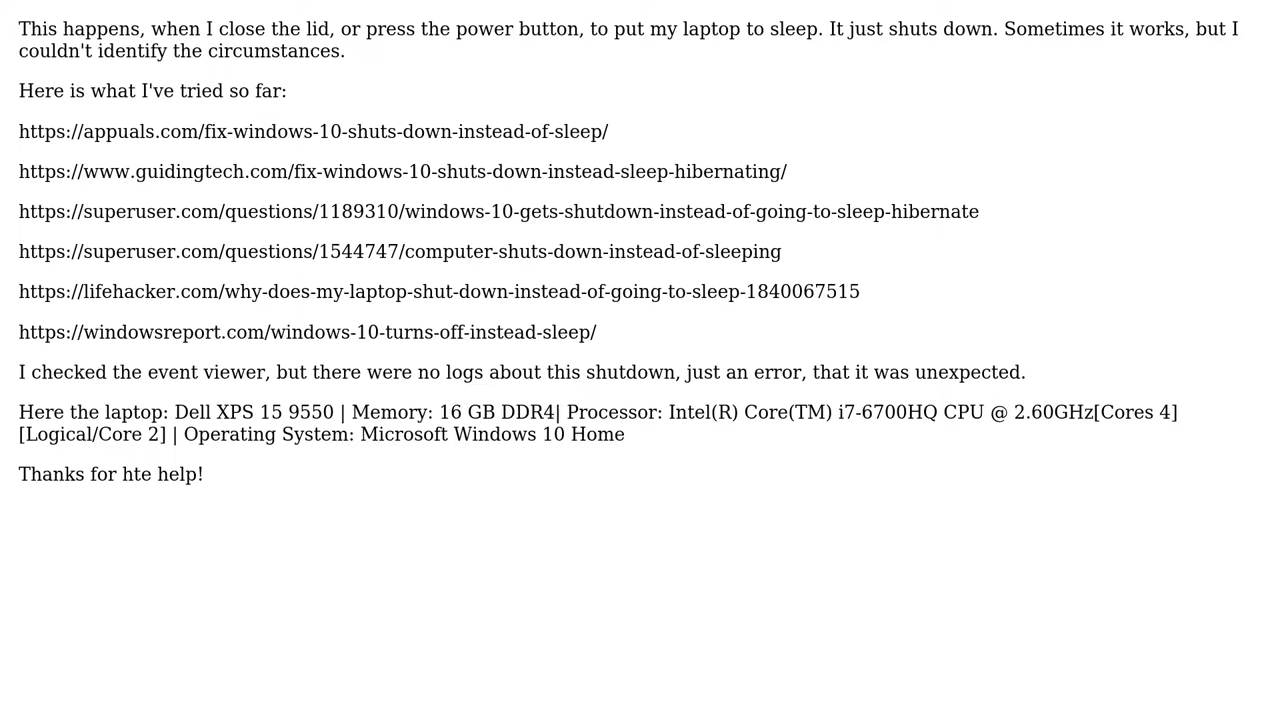 This happens, when I close the lid, or press the power button, to put my laptop to sleep. It just shuts down. Sometimes it works, but I
couldn't identify the circumstances.
Here is what I've tried so far:
https://appuals.com/fix-windows-10-shuts-down-instead-of-sleep/
https://www.guidingtech.com/fix-windows-10-shuts-down-instead-sleep-hibernating/
https://superuser.com/questions/1189310/windows-10-gets-shutdown-instead-of-going-to-sleep-hibernate
https://superuser.com/questions/1544747/computer-shuts-down-instead-of-sleeping
https://lifehacker.com/why-does-my-laptop-shut-down-instead-of-going-to-sleep-1840067515
https://windowsreport.com/windows-10-turns-off-instead-sleep/
I checked the event viewer, but there were no logs about this shutdown, just an error, that it was unexpected.
Here the laptop: Dell XPS 15 9550 | Memory: 16 GB DDR4| Processor: Intel(R) Core(TM) i7-6700HQ CPU @ 2.60GHz[Cores 4]
[Logical/Core 2] | Operating System: Microsoft Windows 10 Home
Thanks for hte help!